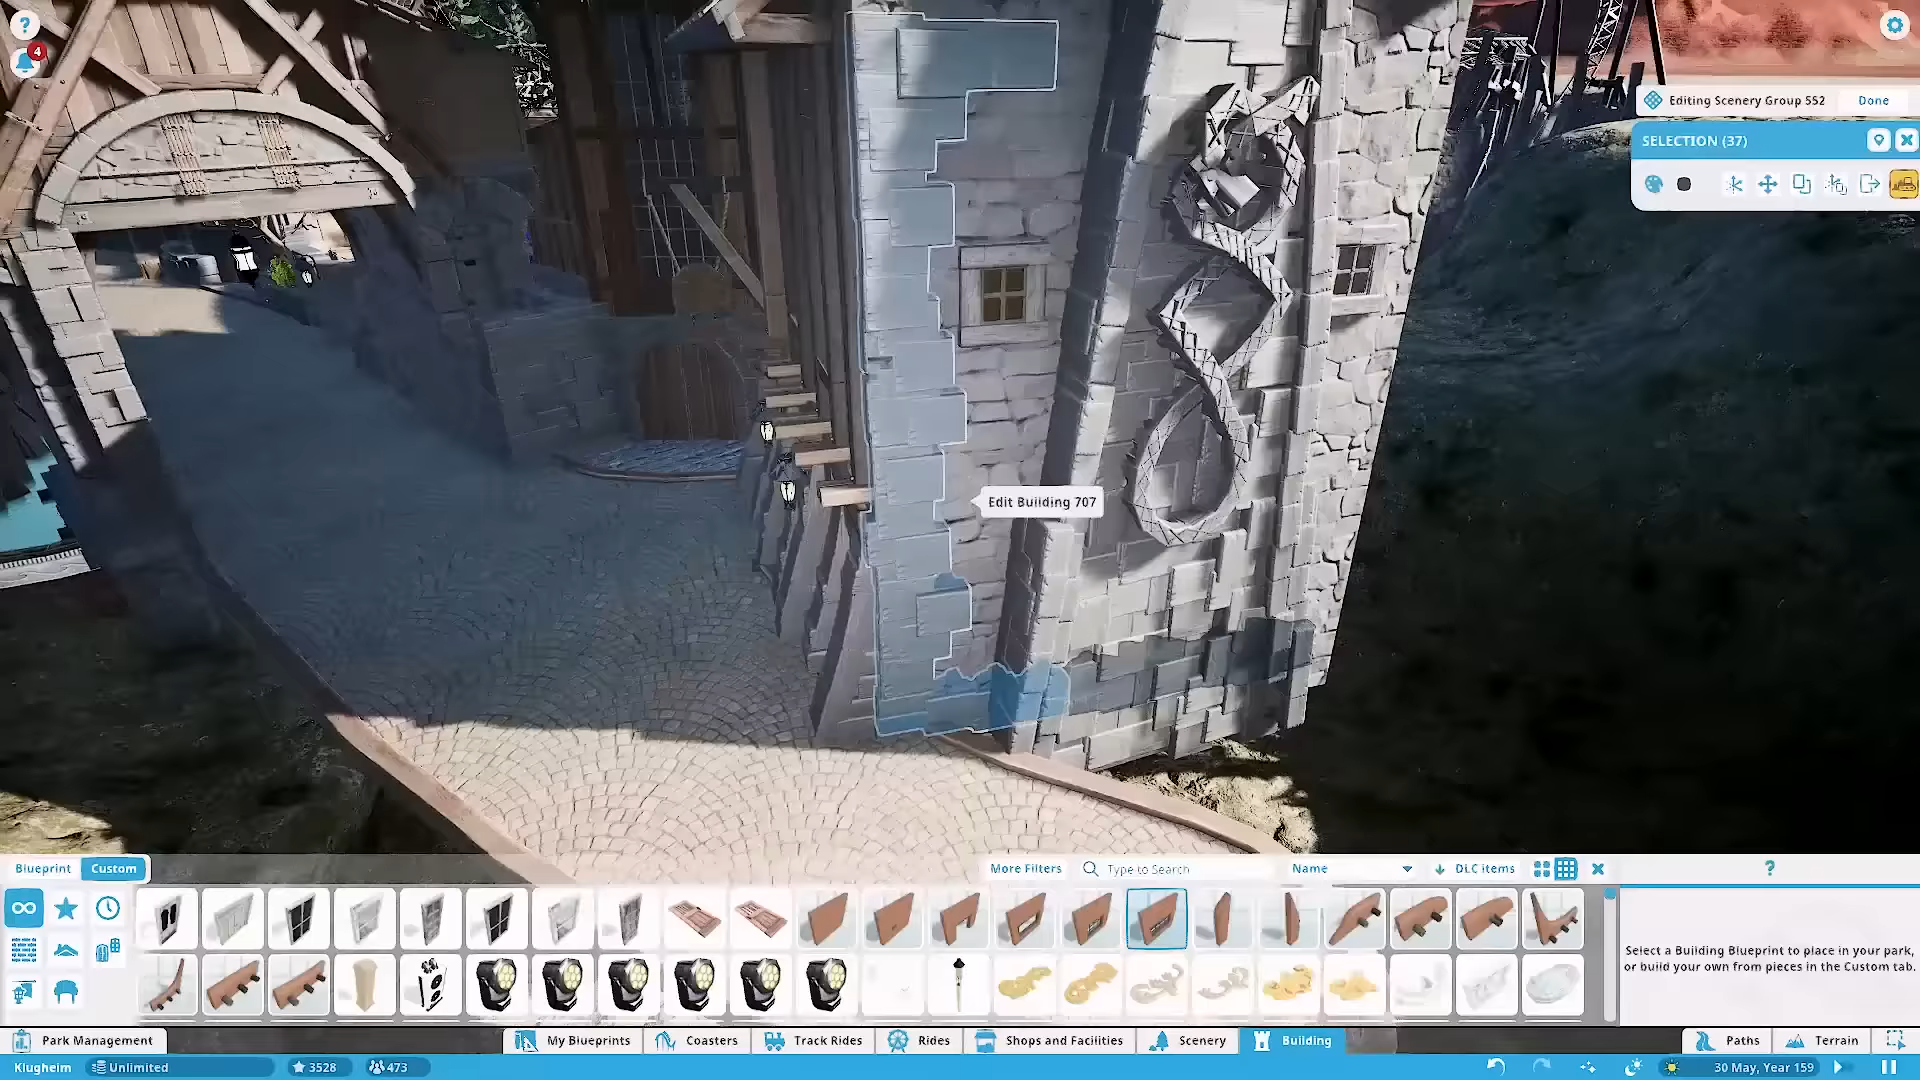 ?
4
Editing Scenery Group 552
Done
SELECTION (37)
Edit Building 707
Blueprint
Custom
More Filters
Type to Search
Name
DLC items
?
Select a Building Blueprint to place in your park,
or build your own from pieces in the Custom tab.
Park Management
My Blueprints
Coasters
Track Rides
Rides
Shops and Facilities
Scenery
Building
Paths
Terrain
Klugheim
Unlimited
3528
473
30 May, Year 159